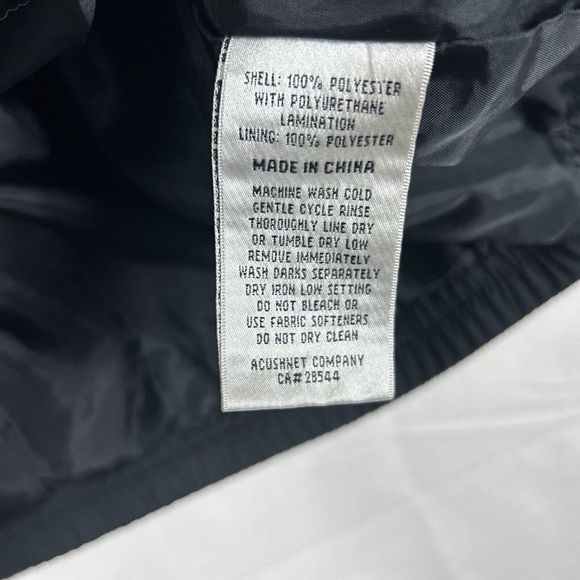 SHELL: 100% POLYESTER
WITH POLYURETHANE
LAMINATION
LINING: 100% POLYESTER
MADE IN CHINA
MACHINE WASH COLD
GENTLE CYCLE RINSE
THOROUGHLY LINE DRY
OR TUMBLE DRY LOW
REMOVE IMMEDIATELY
WASH DARKS SEPARATELY
DRY IRON LOW SETTING
DO NOT BLEACH OR
USE FABRIC SOFTENERS
DO NOT DRY CLEAN
ACUSHNET COMPANY
CA# 28544